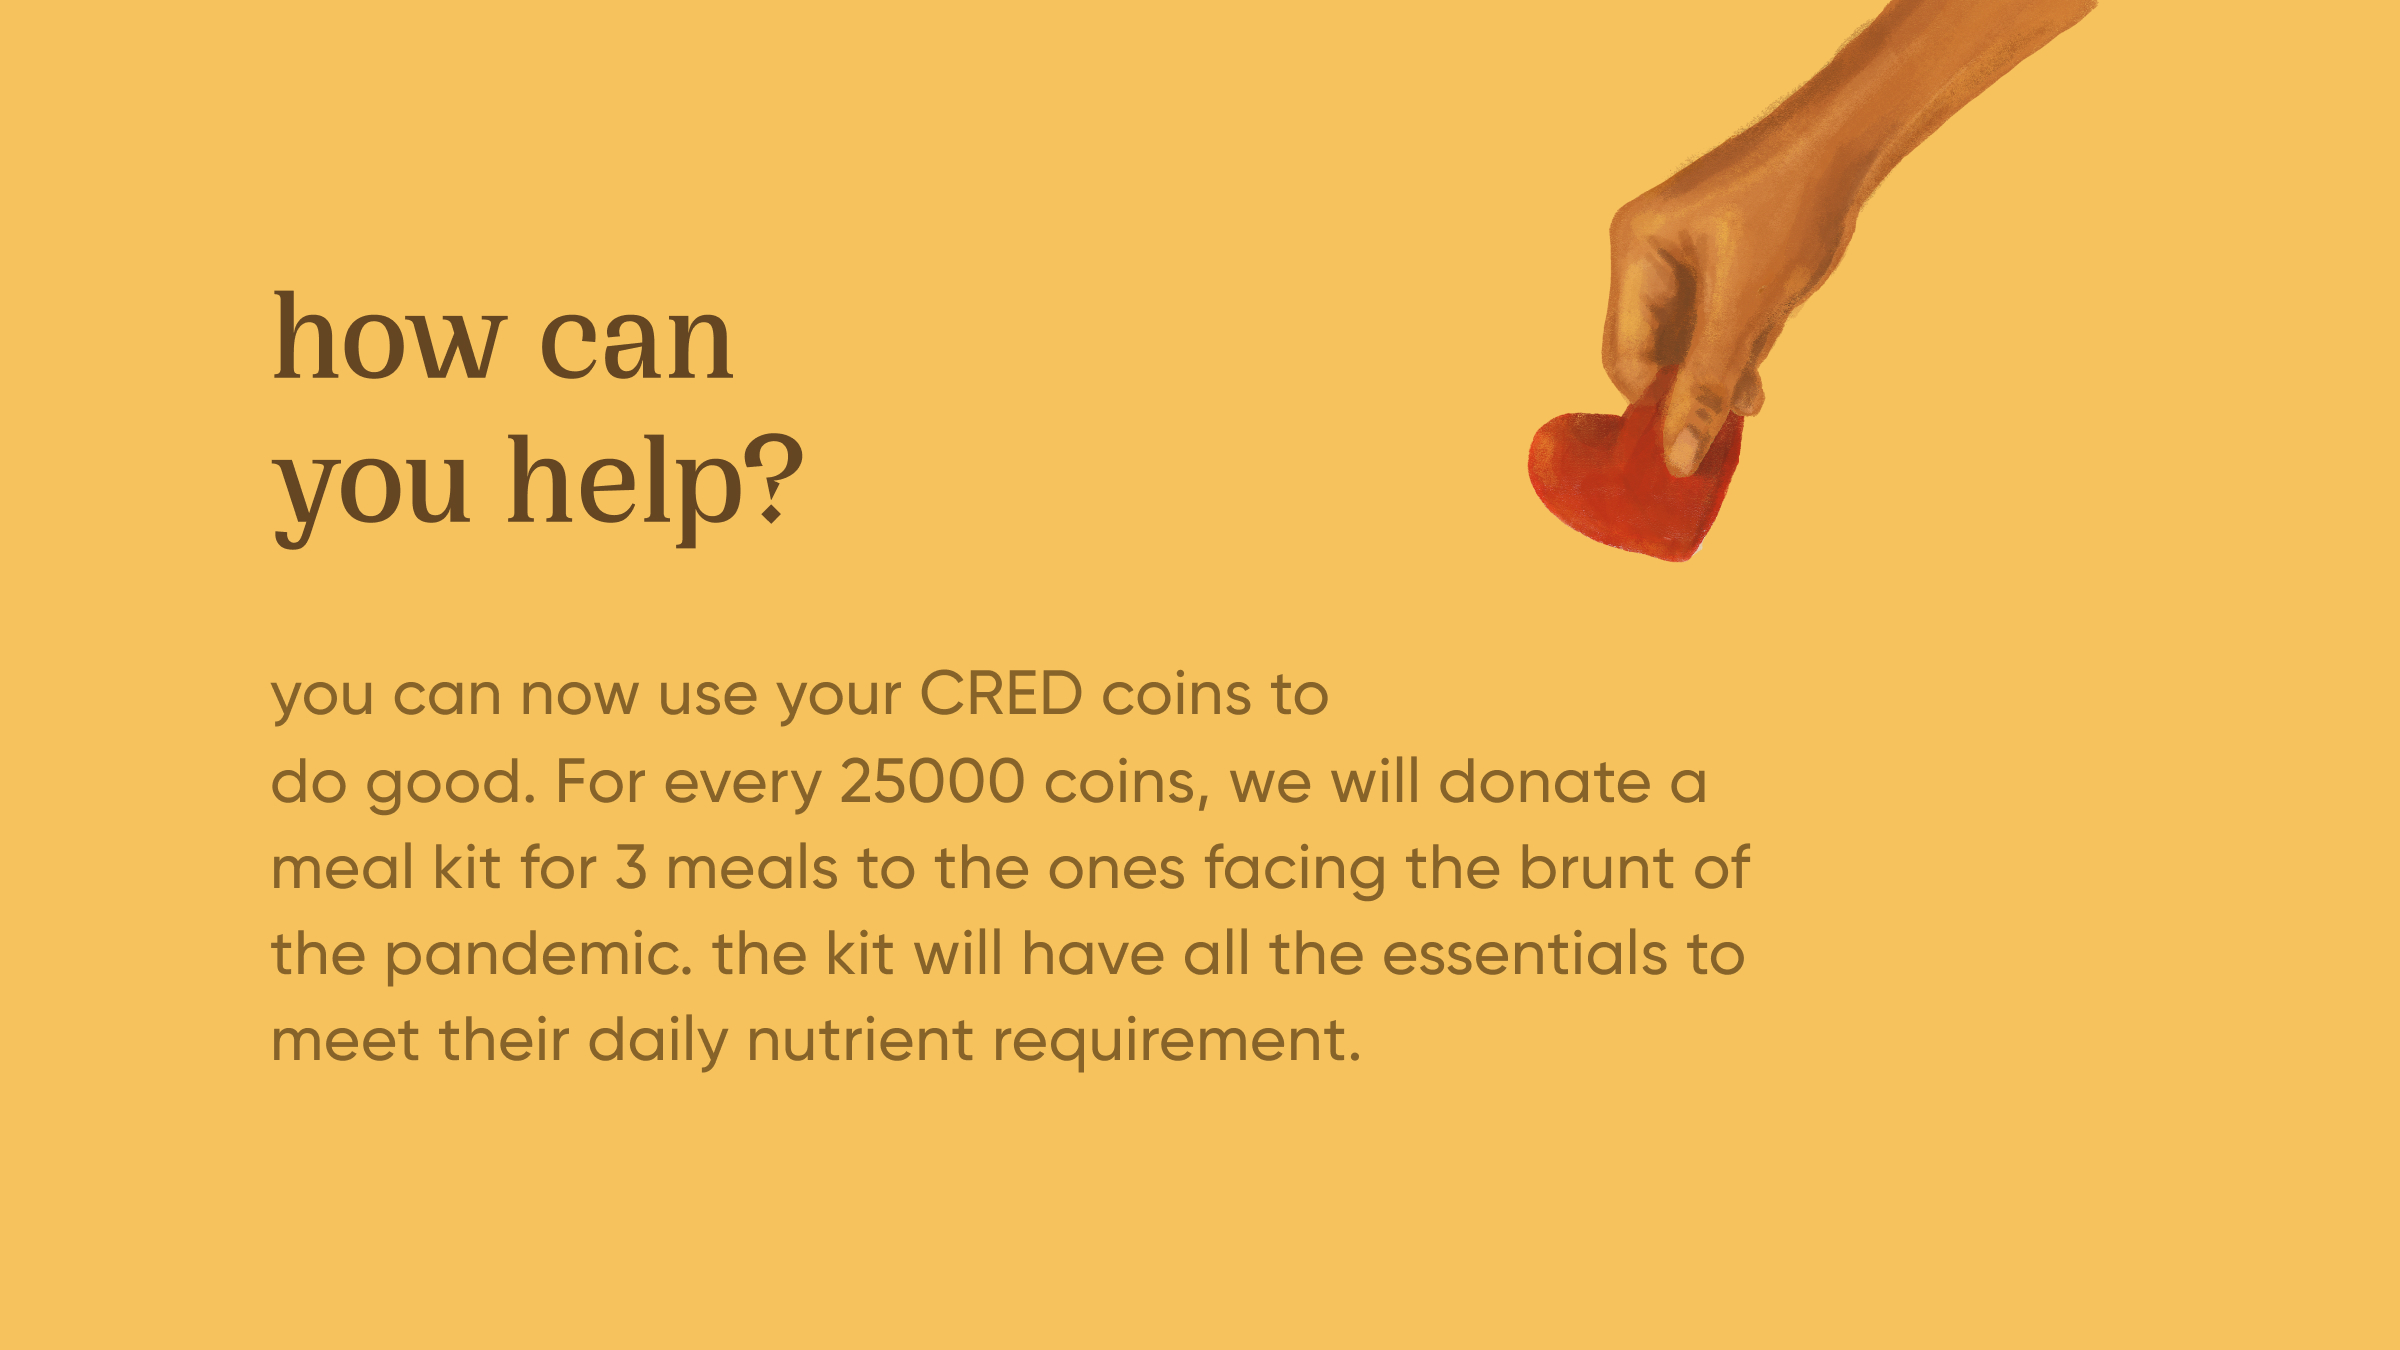 how can
you help?
you can now use your CRED coins to
do good. For every 25000 coins, we will donate a
meal kit for 3 meals to the ones facing the brunt of
the pandemic. the kit will have all the essentials to
meet their daily nutrient requirement.